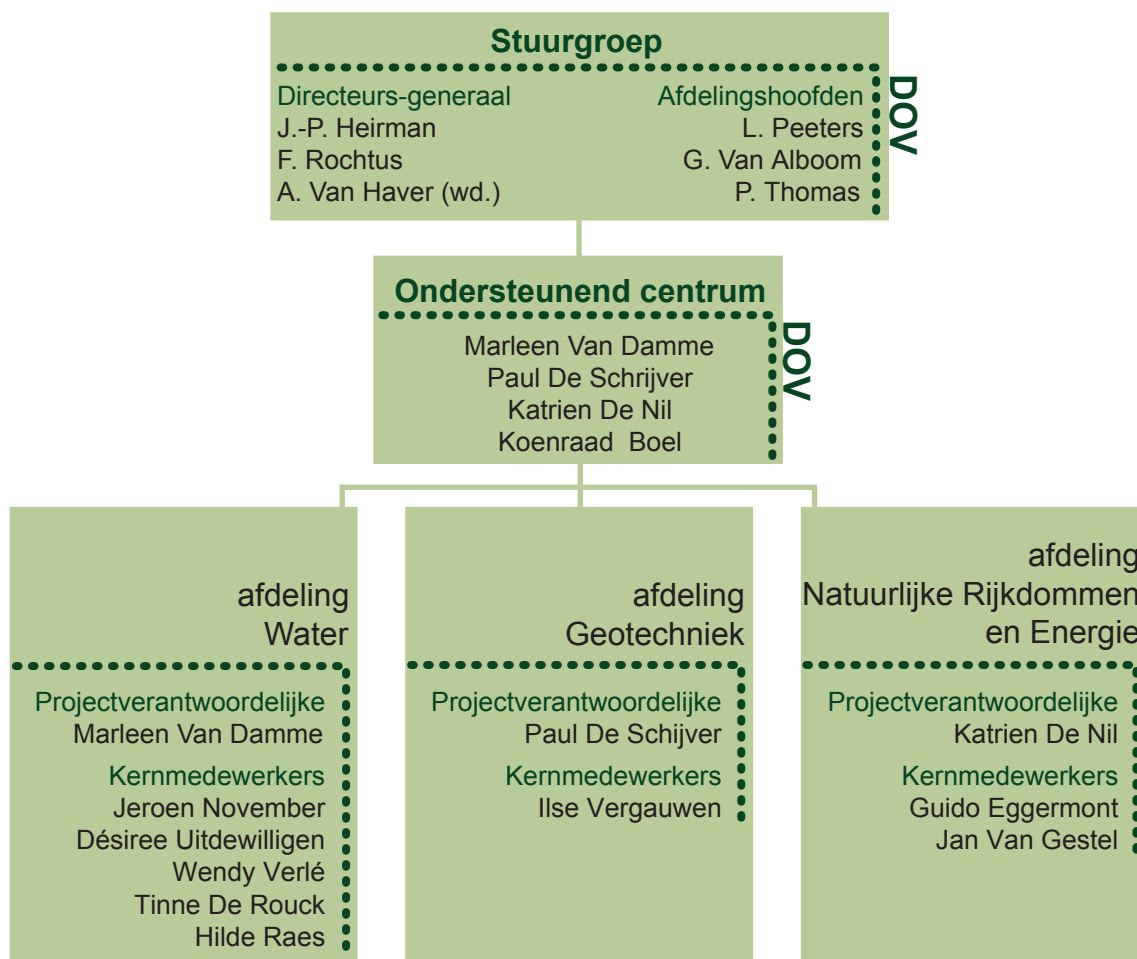 Stuurgroep
DOV
Directeurs-generaal
J.-P. Heirman
F. Rochtus
A. Van Haver (wd.)
Afdelingshoofden
L. Peeters
G. Van Alboom
P. Thomas
Ondersteunend centrum
DOV
Marleen Van Damme
Paul De Schrijver
Katrien De Nil
Koenraad Boel
afdeling
Water
Projectverantwoordelijke
Marleen Van Damme
Kernmedewerkers
Jeroen November
Désiree Uitdewilligen
Wendy Verlé
Tinne De Rouck
Hilde Raes
afdeling
Geotechniek
Projectverantwoordelijke
Paul De Schijver
Kernmedewerkers
Ilse Vergauwen
afdeling
Natuurlijke Rijkdommen
en Energie
Projectverantwoordelijke
Katrien De Nil
Kernmedewerkers
Guido Eggermont
Jan Van Gestel